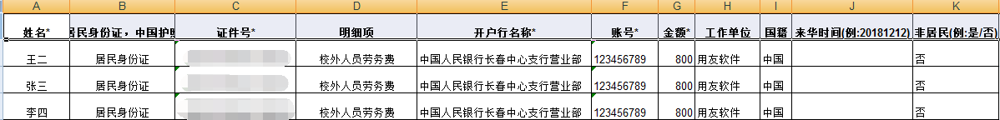 A B C D E F G H I J K
姓名* 居民身份证，中国护照 证件号* 明细项 开户行名称* 账号* 金额* 工作单位 国籍 来华时间(例:20181212) 非居民(例:是/否)
王二 居民身份证 校外人员劳务费 中国人民银行长春中心支行营业部 123456789 800 用友软件 中国 否
张三 居民身份证 校外人员劳务费 中国人民银行长春中心支行营业部 123456789 800 用友软件 中国 否
李四 居民身份证 校外人员劳务费 中国人民银行长春中心支行营业部 123456789 800 用友软件 中国 否